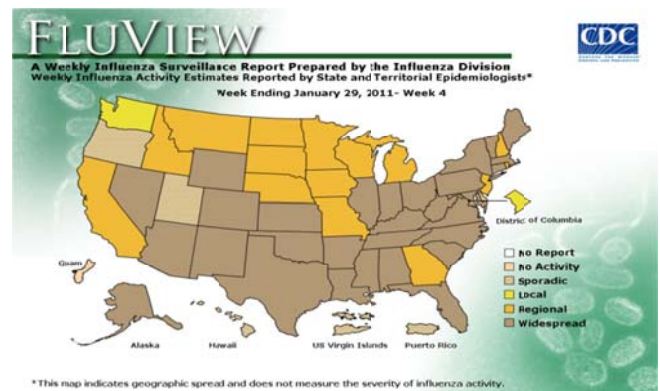 FLUVIEW
CDC
A Weekly Influenza Surveillance Report Prepared by the Influenza Division
Weekly Influenza Activity Estimates Reported by State and Territorial Epidemiologists*
Week Ending January 29, 2011- Week 4
District of Columbia
Guam
No Report
No Activity
Sporadic
Local
Regional
Widespread
Alaska
Hawaii
US Virgin Islands
Puerto Rico
*This map indicates geographic spread and does not measure the severity of influenza activity.